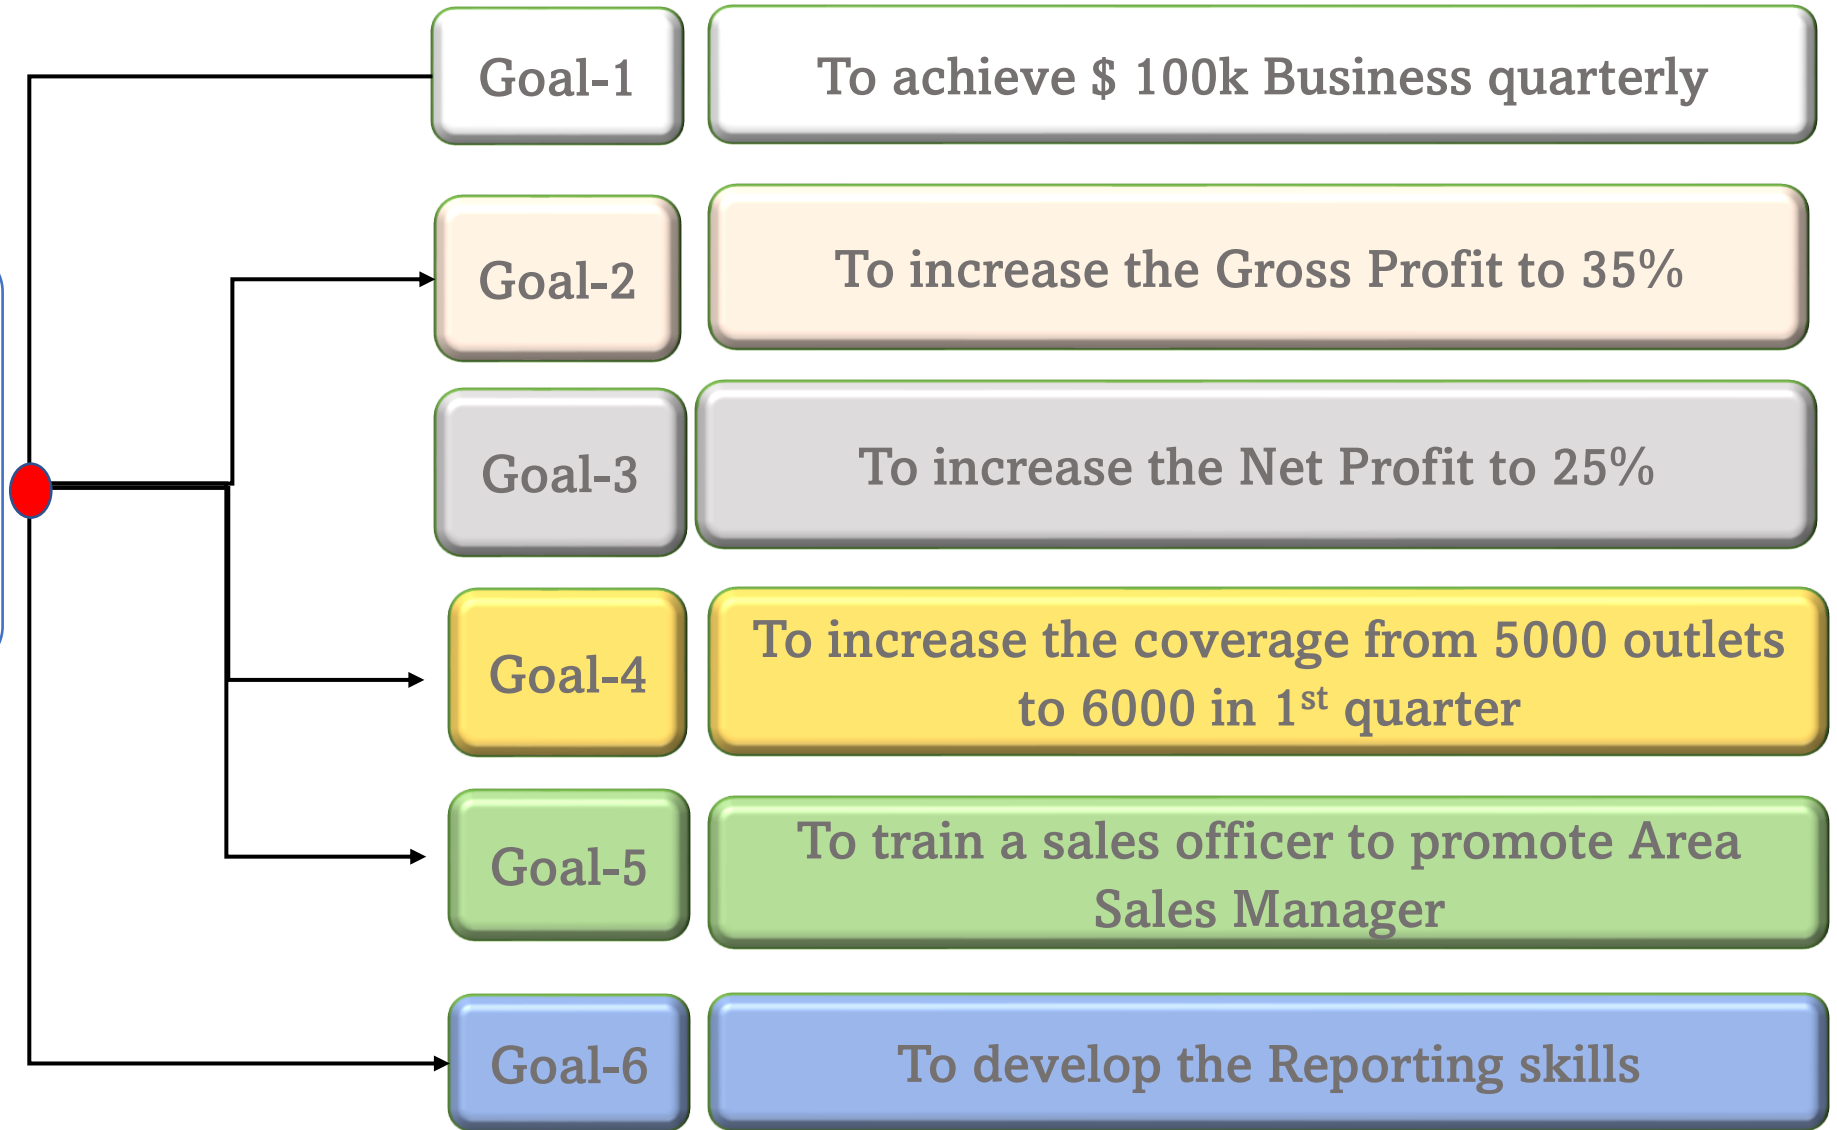 Goal-1
To achieve $ 100k Business quarterly
Goal-2
To increase the Gross Profit to 35%
Goal-3
To increase the Net Profit to 25%
Goal-4
To increase the coverage from 5000 outlets
to 6000 in 1st quarter
Goal-5
To train a sales officer to promote Area
Sales Manager
Goal-6
To develop the Reporting skills